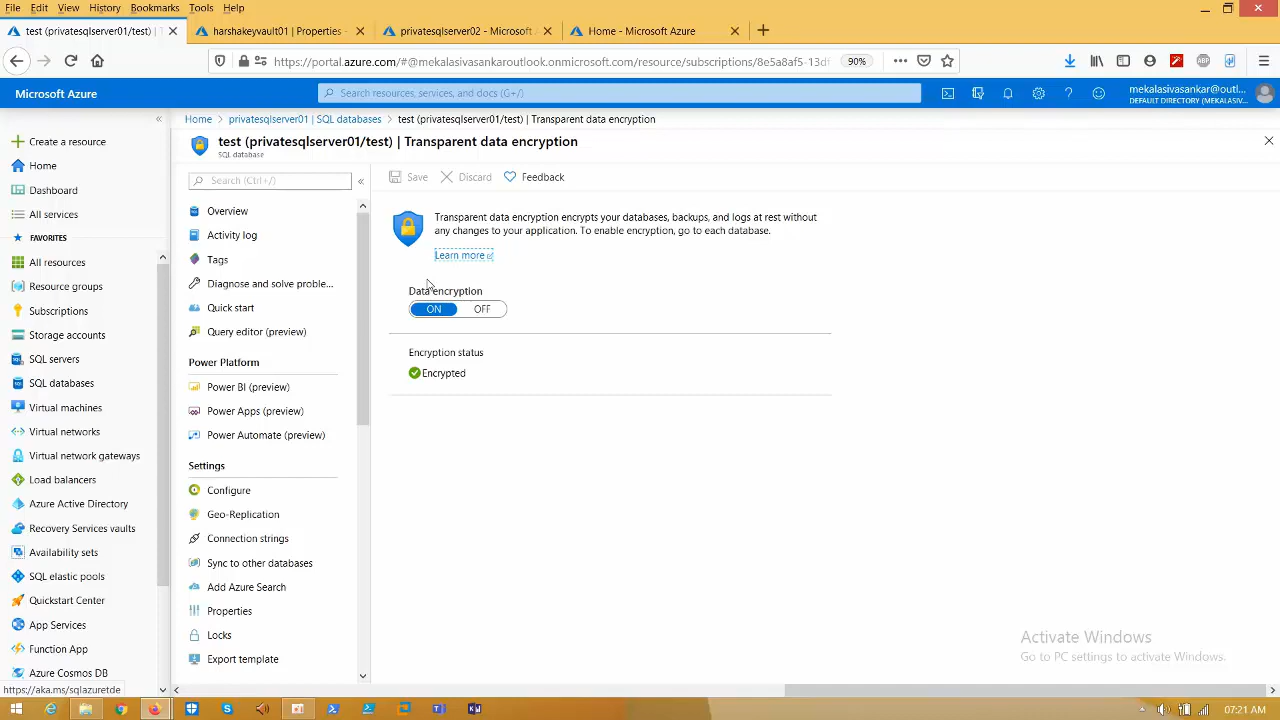 File Edit View History Bookmarks Tools Help
test (privatesqlserver01/test) | T
harshakeyvault01 | Properties -
privatesqlserver02 - Microsoft A
Home - Microsoft Azure
https://portal.azure.com/#@mekalasivasankaroutlook.onmicrosoft.com/resource/subscriptions/8e5a8af5-13df
90%
ABP
Microsoft Azure
Search resources, services, and docs (G+/)
mekalasivasankar@outl...
DEFAULT DIRECTORY (MEKALASIV...
Home > privatesqlserver01 | SQL databases > test (privatesqlserver01/test) | Transparent data encryption
test (privatesqlserver01/test) | Transparent data encryption
SQL database
Create a resource
Home
Dashboard
All services
FAVORITES
All resources
Resource groups
Subscriptions
Storage accounts
SQL servers
SQL databases
Virtual machines
Virtual networks
Virtual network gateways
Load balancers
Azure Active Directory
Recovery Services vaults
Availability sets
SQL elastic pools
Quickstart Center
App Services
Function App
Azure Cosmos DB
https://aka.ms/sqlazuretde
Search (Ctrl+/)
Overview
Activity log
Tags
Diagnose and solve proble...
Quick start
Query editor (preview)
Power Platform
Power BI (preview)
Power Apps (preview)
Power Automate (preview)
Settings
Configure
Geo-Replication
Connection strings
Sync to other databases
Add Azure Search
Properties
Locks
Export template
Save Discard Feedback
Transparent data encryption encrypts your databases, backups, and logs at rest without
any changes to your application. To enable encryption, go to each database.
Learn more
Data encryption
ON OFF
Encryption status
Encrypted
Activate Windows
Go to PC settings to activate Windows.
07:21 AM